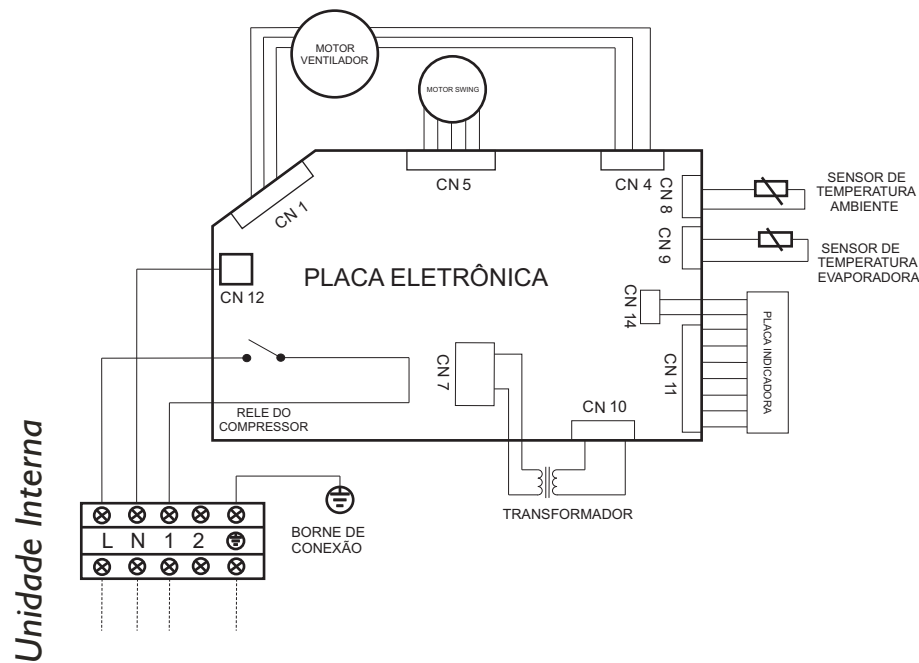 MOTOR
VENTILADOR
MOTOR SWING
CN 1
CN 5
CN 4
CN 8
SENSOR DE
TEMPERATURA
AMBIENTE
CN 9
SENSOR DE
TEMPERATURA
EVAPORADORA
CN 12
PLACA ELETRÔNICA
CN 14
PLACA INDICADORA
CN 11
CN 7
RELE DO
COMPRESSOR
CN 10
TRANSFORMADOR
BORNE DE
CONEXÃO
L N 1 2
Unidade Interna